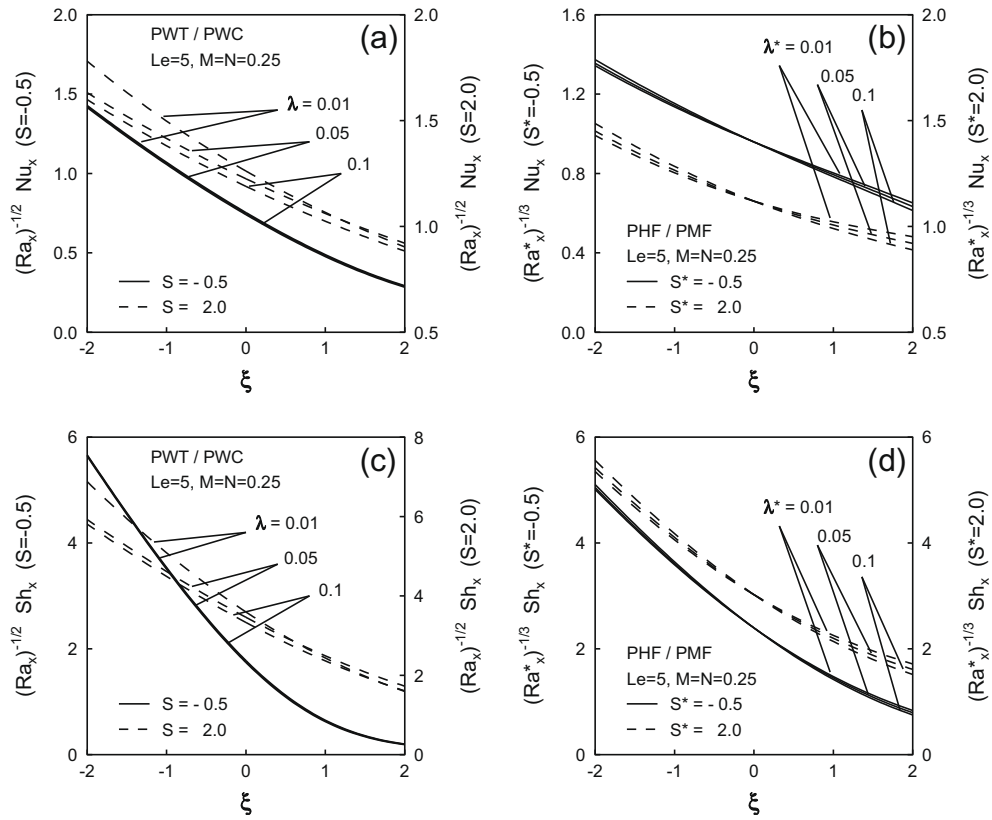 (a)
PWT / PWC
Le=5, M=N=0.25
λ = 0.01
0.05
0.1
S = - 0.5
S = 2.0
2.0
1.5
1.0
0.5
0.0
2.0
1.5
1.0
0.5
-2 -1 0 1 2
ξ
(Ra_x)^{-1/2} Nu_x (S=-0.5)
(Ra_x)^{-1/2} Nu_x (S=2.0)
(b)
λ* = 0.01
0.05
0.1
PHF / PMF
Le=5, M=N=0.25
S* = - 0.5
S* = 2.0
1.6
1.2
0.8
0.4
0.0
2.0
1.5
1.0
0.5
-2 -1 0 1 2
ξ
(Ra*_x)^{-1/3} Nu_x (S*=-0.5)
(Ra*_x)^{-1/3} Nu_x (S*=2.0)
(c)
PWT / PWC
Le=5, M=N=0.25
λ = 0.01
0.05
0.1
S = - 0.5
S = 2.0
6
4
2
0
8
6
4
2
0
-2 -1 0 1 2
ξ
(Ra_x)^{-1/2} Sh_x (S=-0.5)
(Ra_x)^{-1/2} Sh_x (S=2.0)
(d)
λ* = 0.01
0.05
0.1
PHF / PMF
Le=5, M=N=0.25
S* = - 0.5
S* = 2.0
6
4
2
0
8
6
4
2
0
-2 -1 0 1 2
ξ
(Ra*_x)^{-1/3} Sh_x (S*=-0.5)
(Ra*_x)^{-1/3} Sh_x (S*=2.0)